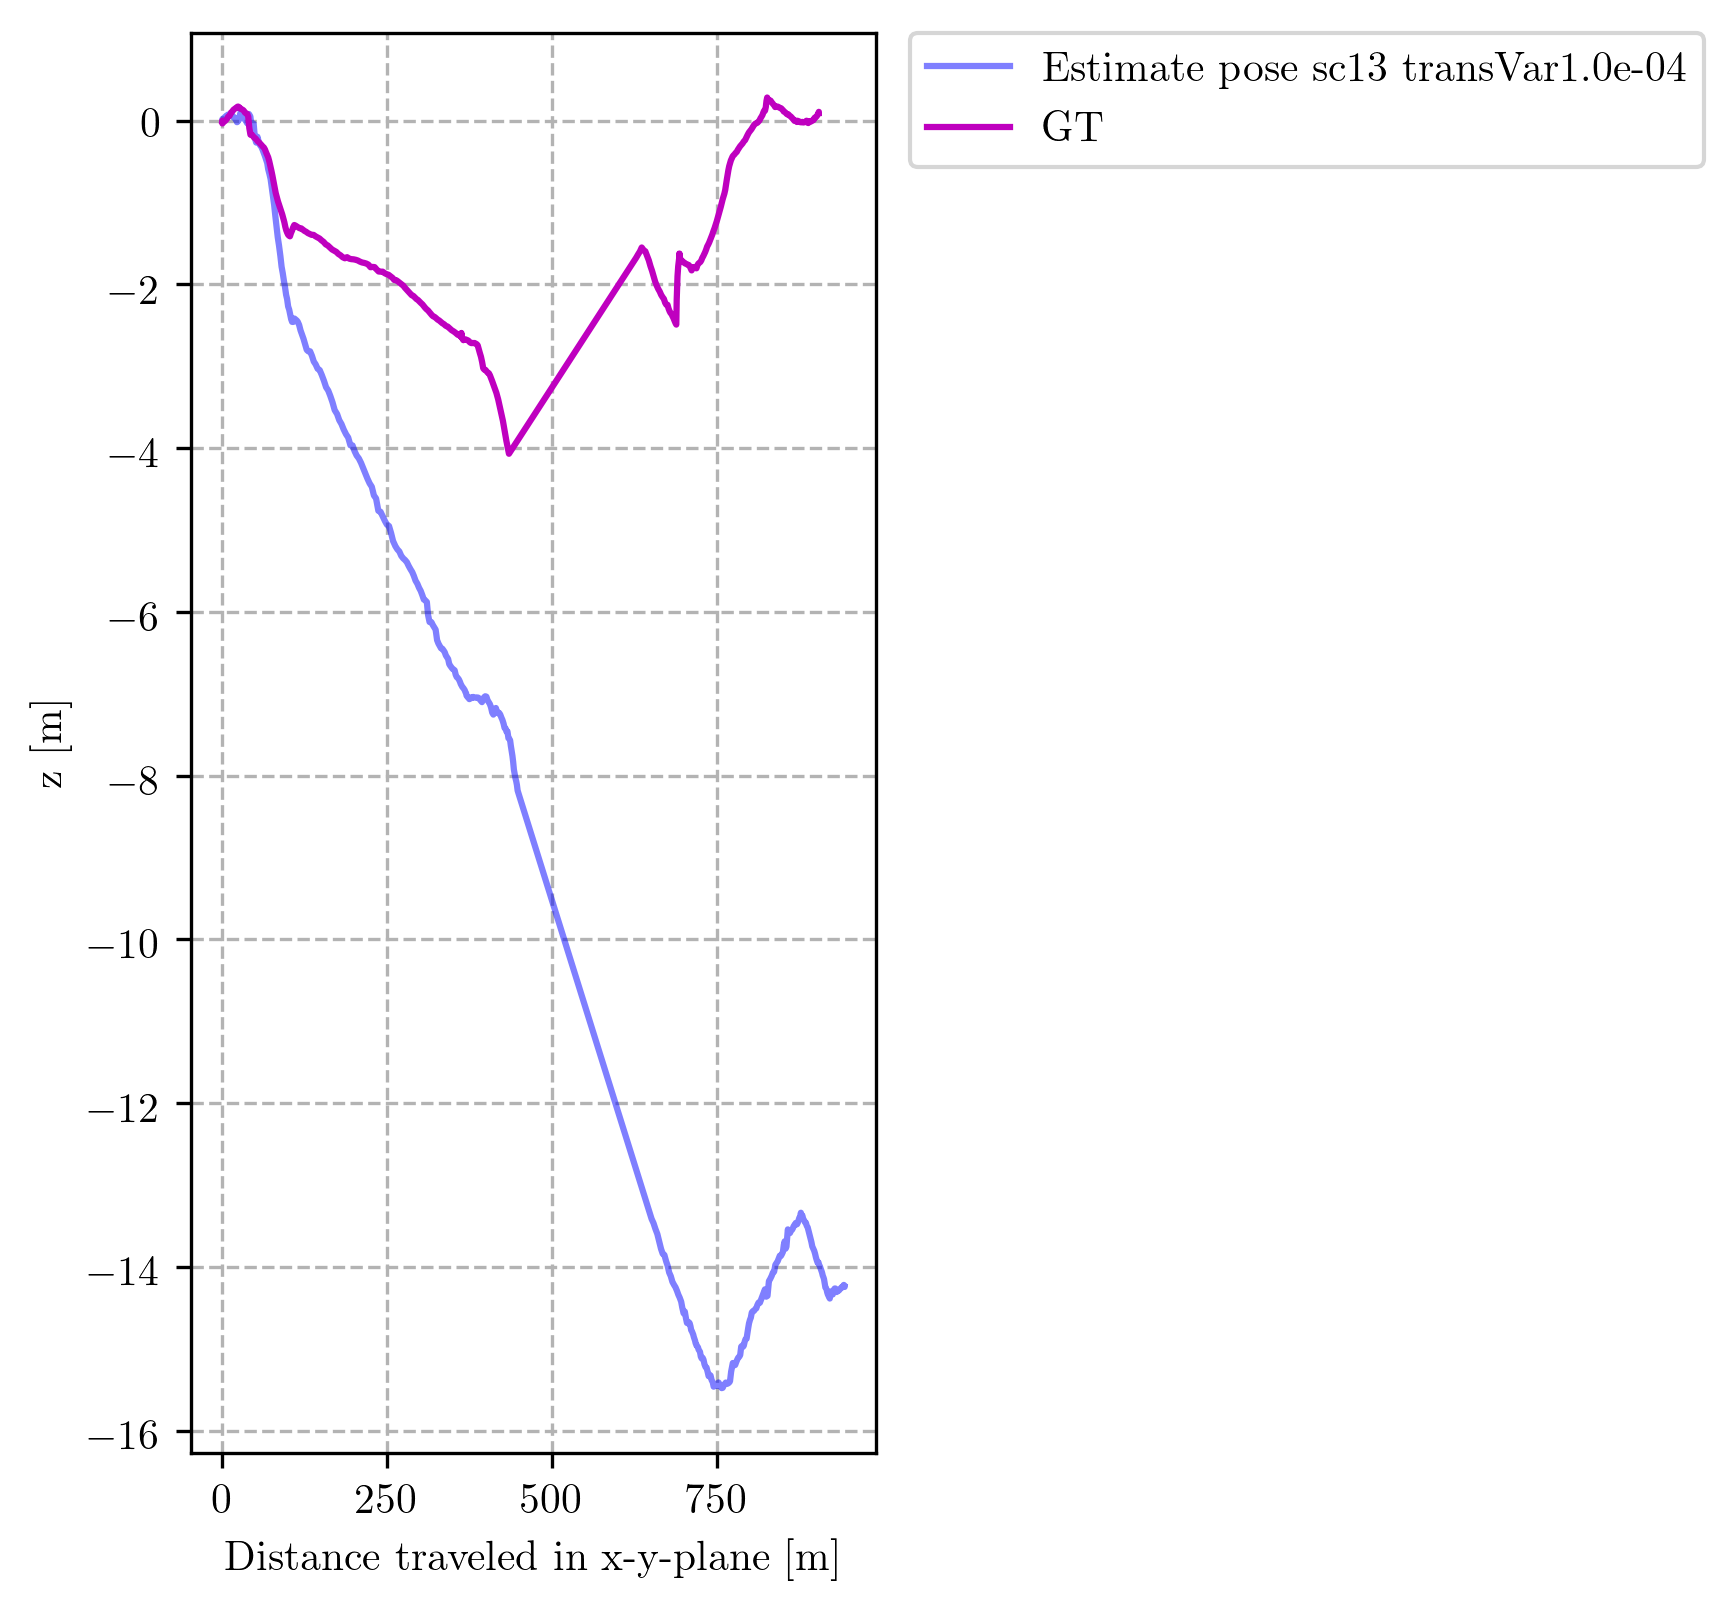 Estimate pose sc13 transVar1.0e-04
GT
0
−2
−4
−6
−8
−10
−12
−14
−16
z [m]
0 250 500 750
Distance traveled in x-y-plane [m]